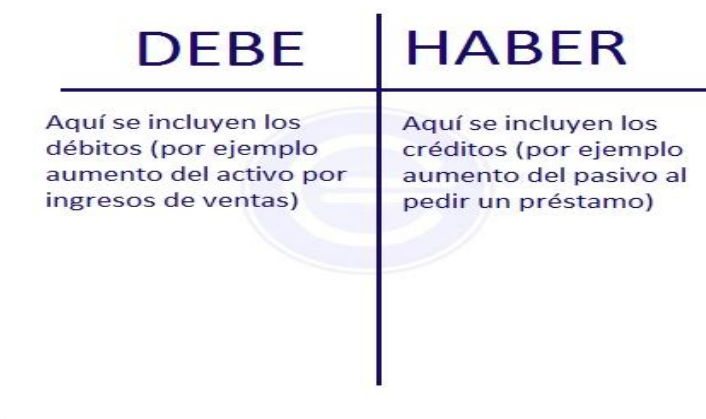 DEBE
HABER
Aquí se incluyen los
débitos (por ejemplo
aumento del activo por
ingresos de ventas)
Aquí se incluyen los
créditos (por ejemplo
aumento del pasivo al
pedir un préstamo)